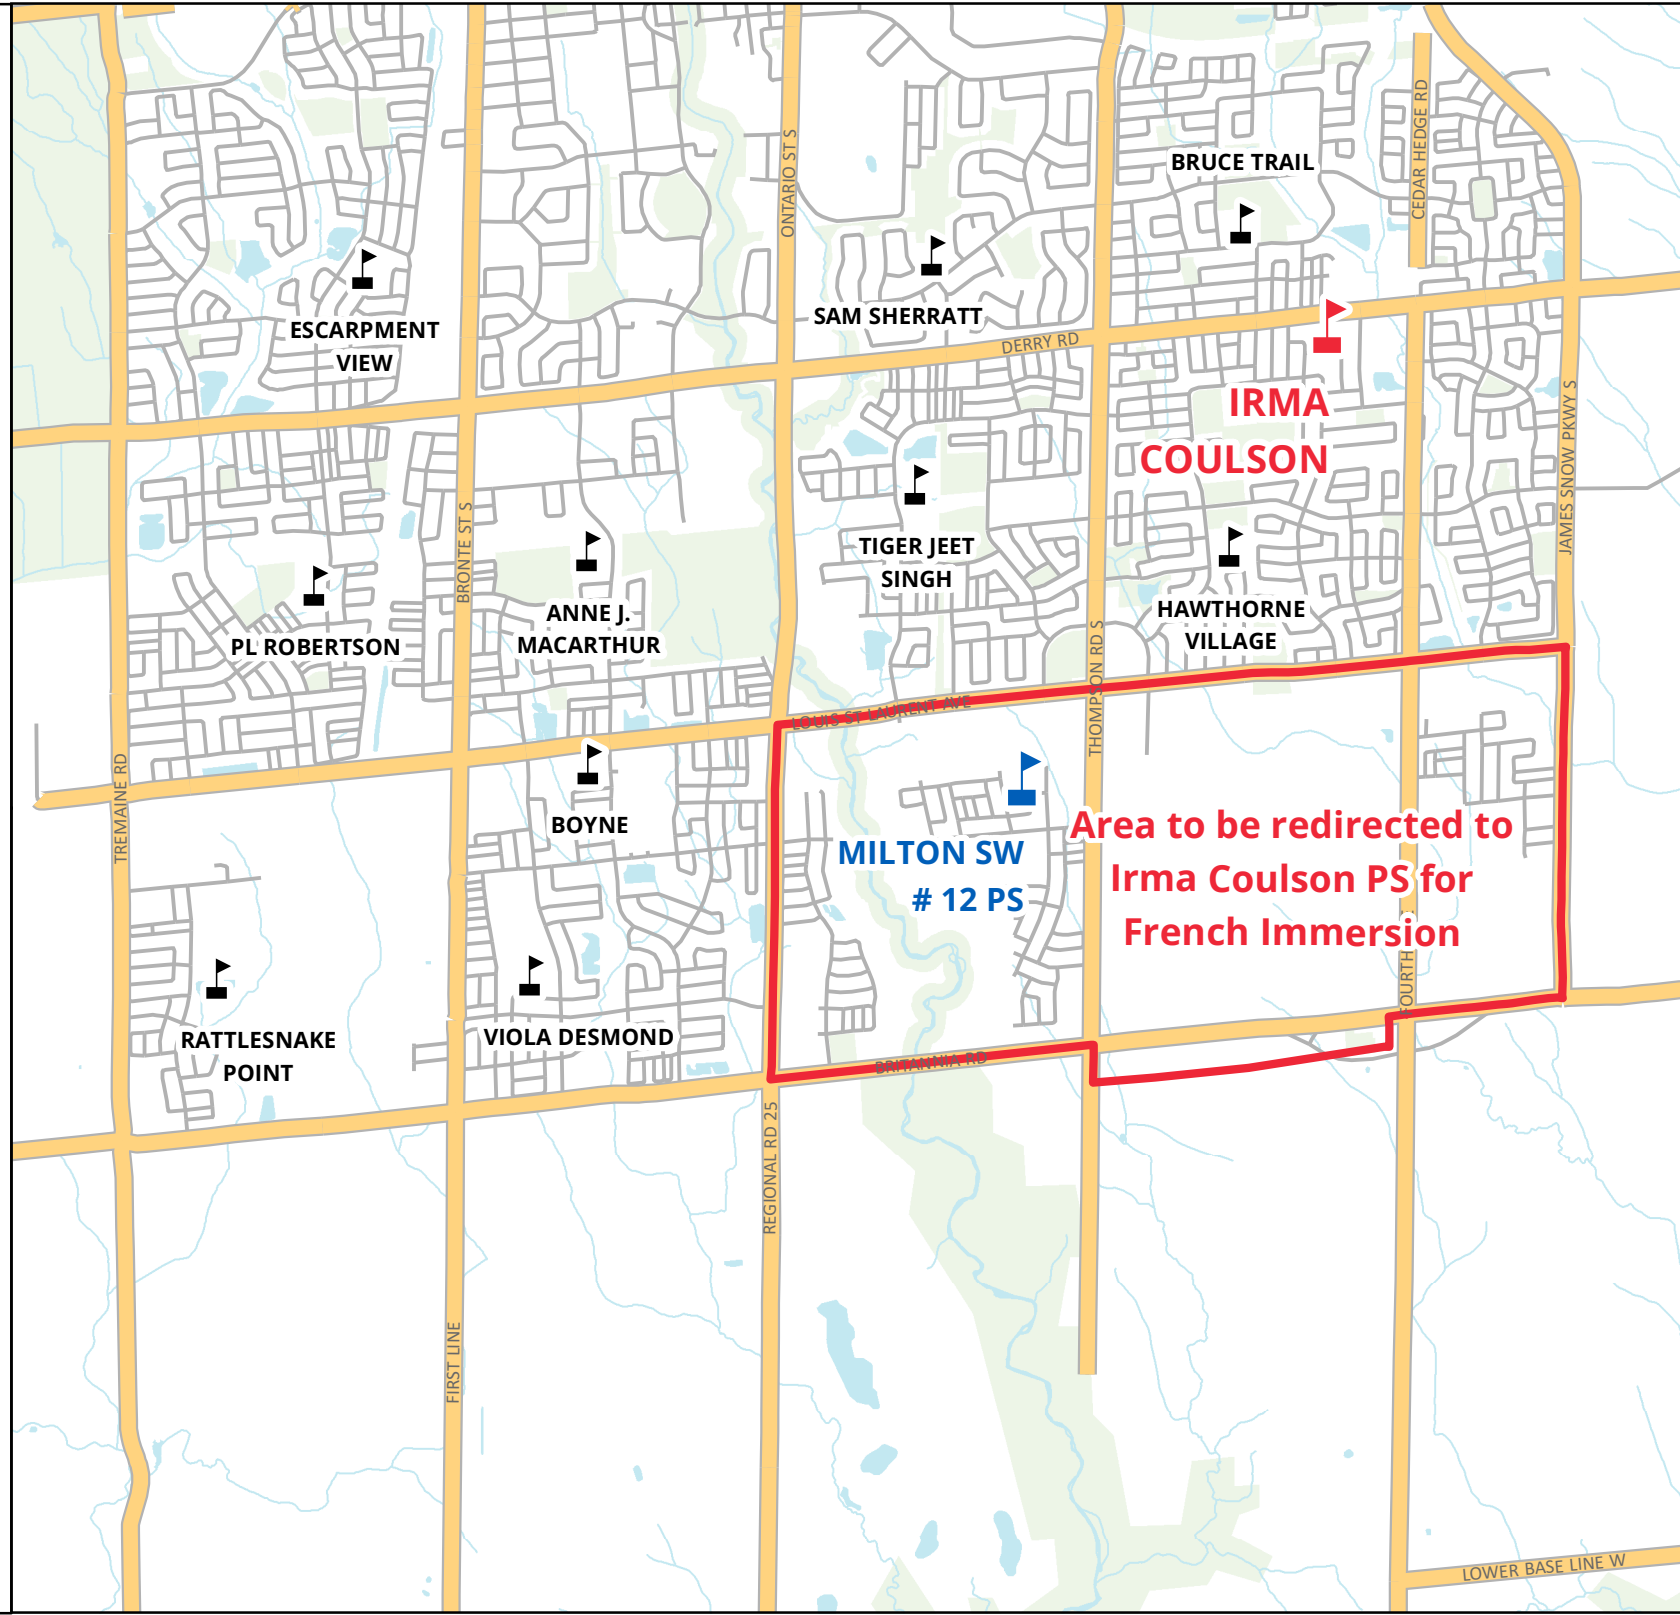 CEDAR HEDGE RD
ONTARIO ST S
BRUCE TRAIL
ESCARPMENT
VIEW
SAM SHERRATT
DERRY RD
IRMA
COULSON
JAMES SNOW PKWY S
BRONTE ST S
TIGER JEET
SINGH
PL ROBERTSON
ANNE J.
MACARTHUR
HAWTHORNE
VILLAGE
THOMPSON RD S
LOUIS ST LAURENT AVE
TREMAINE RD
BOYNE
MILTON SW
# 12 PS
Area to be redirected to
Irma Coulson PS for
French Immersion
FOURTH
RATTLESNAKE
POINT
VIOLA DESMOND
BRITANNIA RD
REGIONAL RD 25
FIRST LINE
LOWER BASE LINE W